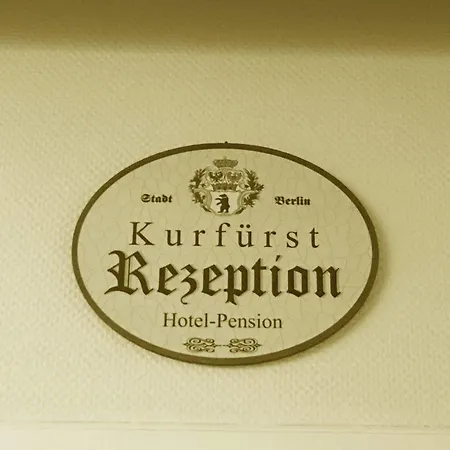 Stadt Berlin
Kurfürst
Rezeption
Hotel-Pension